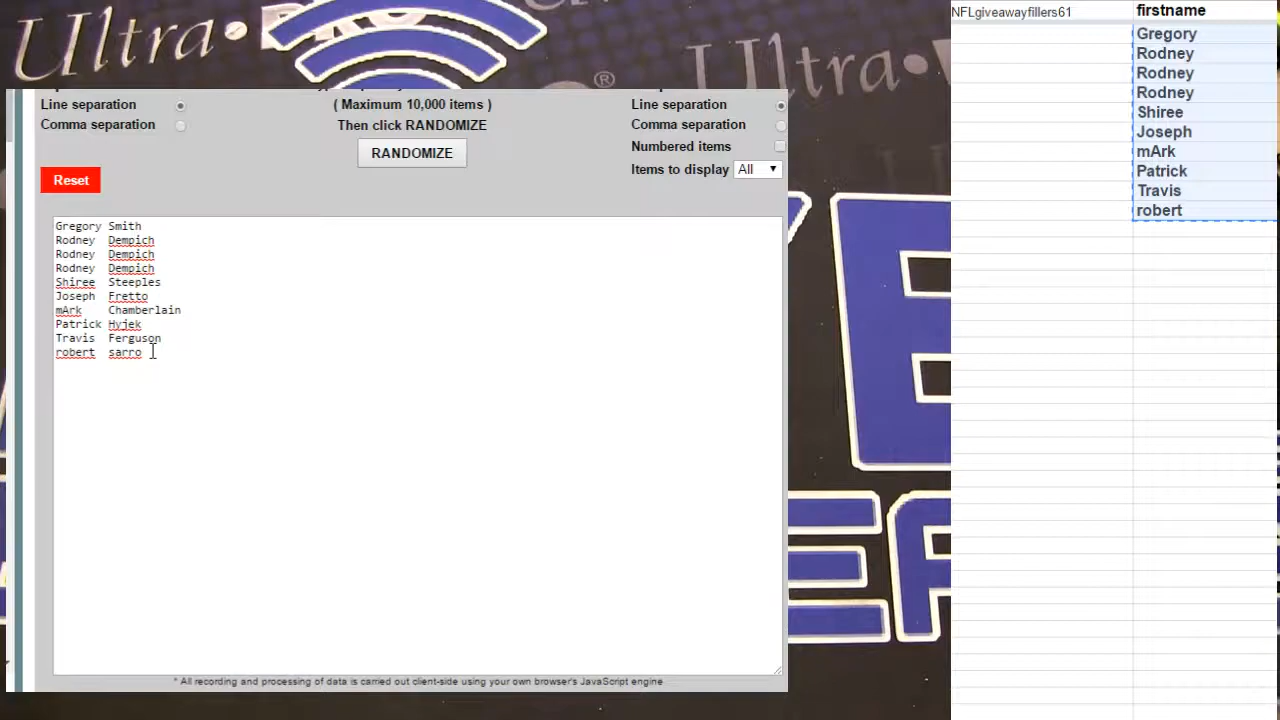 Ultra•PRO
®
Ultra•
Line separation
Comma separation
( Maximum 10,000 items )
Then click RANDOMIZE
RANDOMIZE
Line separation
Comma separation
Numbered items
Items to display All
Reset
Gregory Smith
Rodney Dempich
Rodney Dempich
Rodney Dempich
Shiree Steeples
Joseph Fretto
mArk Chamberlain
Patrick Hyjek
Travis Ferguson
robert sarro
* All recording and processing of data is carried out client-side using your own browser's JavaScript engine
NFLgiveawayfillers61
firstname
Gregory
Rodney
Rodney
Rodney
Shiree
Joseph
mArk
Patrick
Travis
robert